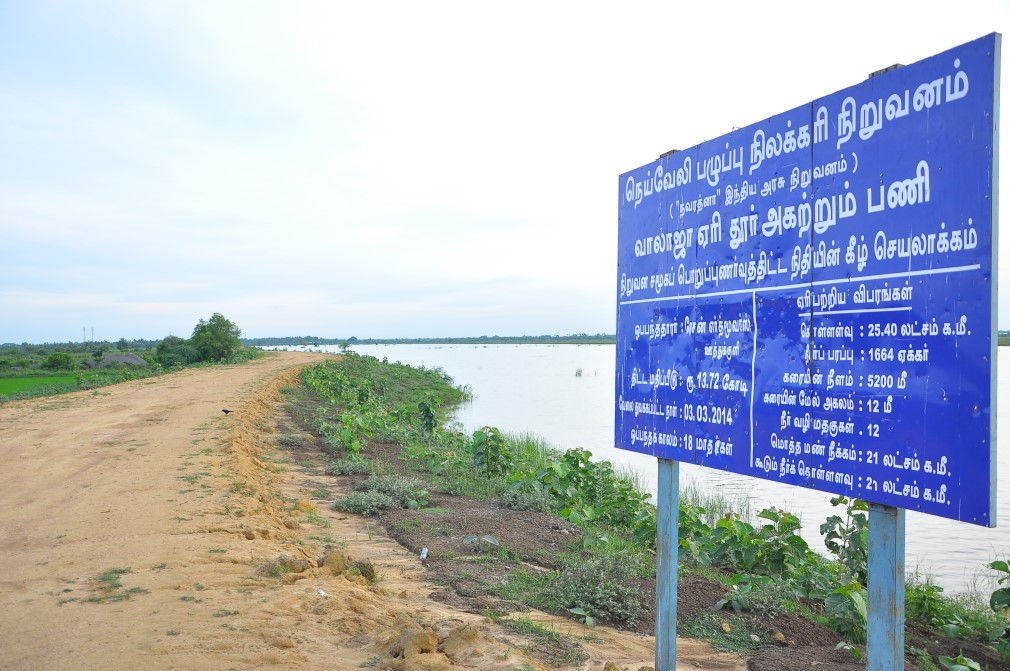 நெய்வேலி பழுப்பு நிலக்கரி நிறுவனம்
( "நவரத்னா" இந்திய அரசு நிறுவனம் )
வாலாஜா ஏரி தூர் அகற்றும் பணி
நிறுவன சமூகப் பொறுப்புணர்வுத்திட்ட நிதியின் கீழ் செயலாக்கம்
ஒப்பந்ததாரர் :
ஊத்தங்குளி
திட்ட மதிப்பீடு : ரூ. 13.72 கோடி
வேலை துவக்கப்பட்ட நாள் : 03.03.2014
ஒப்பந்தக் காலம் : 18 மாதங்கள்
ஏரிபற்றிய விபரங்கள்
கொள்ளளவு : 25.40 லட்சம் க.மீ.
நீர்ப் பரப்பு : 1664 ஏக்கர்
கரையின் நீளம் : 5200 மீ
கரையின் மேல் அகலம் : 12 மீ
நீர் வழி மதகுகள் : 12
மொத்த மண் நீக்கம் : 21 லட்சம் க.மீ.
கூடும் நீர்க் கொள்ளளவு : 21 லட்சம் க.மீ.